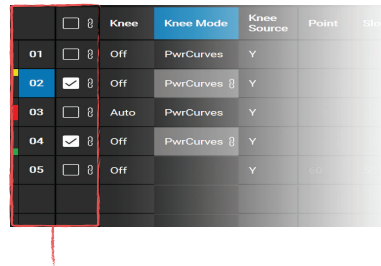 Knee Knee Mode Knee Source Point
01 Off PwrCurves Y
02 Off PwrCurves Y
03 Auto PwrCurves Y
04 Off PwrCurves Y
05 Off Y 50